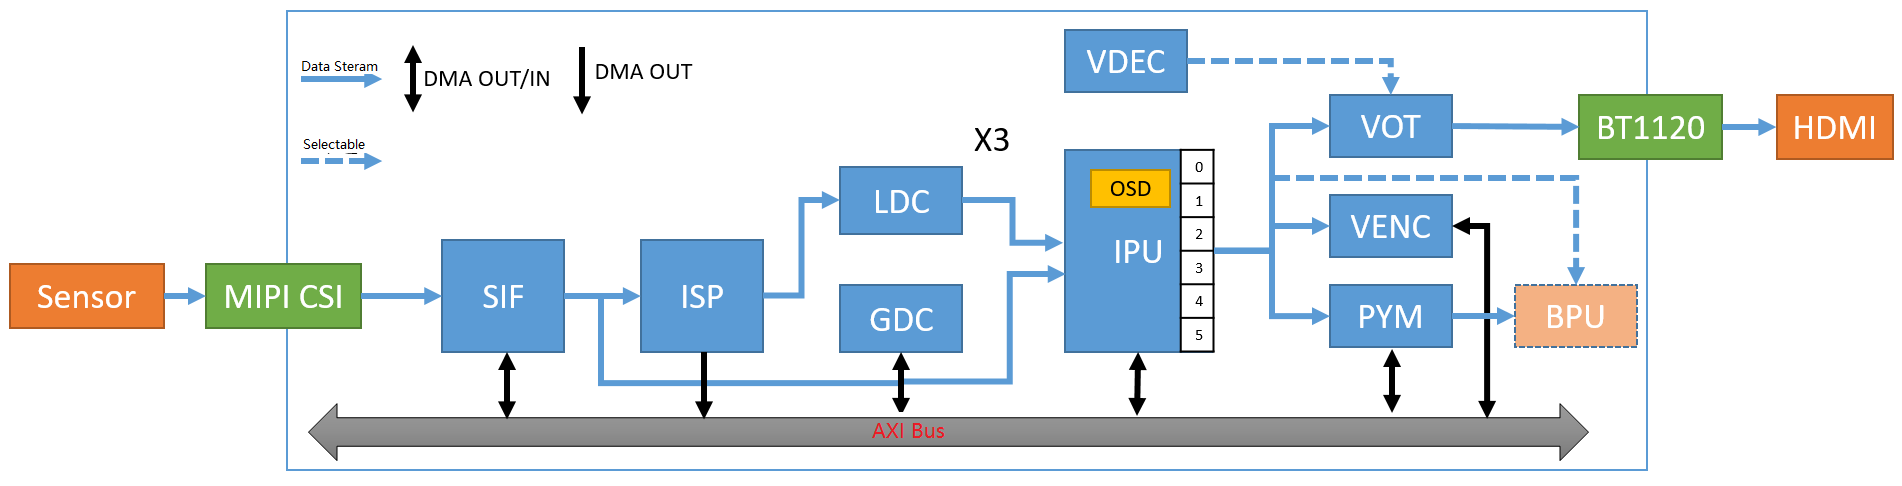 Data Steram
DMA OUT/IN
DMA OUT
Selectable
X3
VDEC
VOT
BT1120
HDMI
LDC
OSD
IPU
0
1
2
3
4
5
VENC
Sensor
MIPI CSI
SIF
ISP
GDC
PYM
BPU
AXI Bus